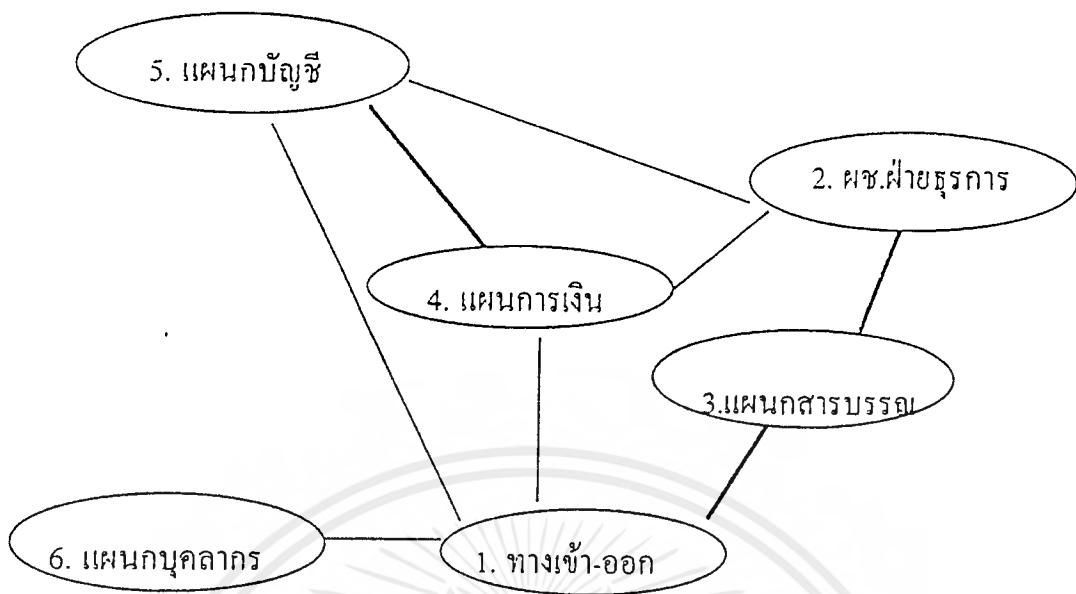 5. แผนกบัญชี
2. ผช.ฝ่ายธุรการ
4. แผนการเงิน
3.แผนกสารบรรณ
6. แผนกบุคลากร
1. ทางเข้า-ออก